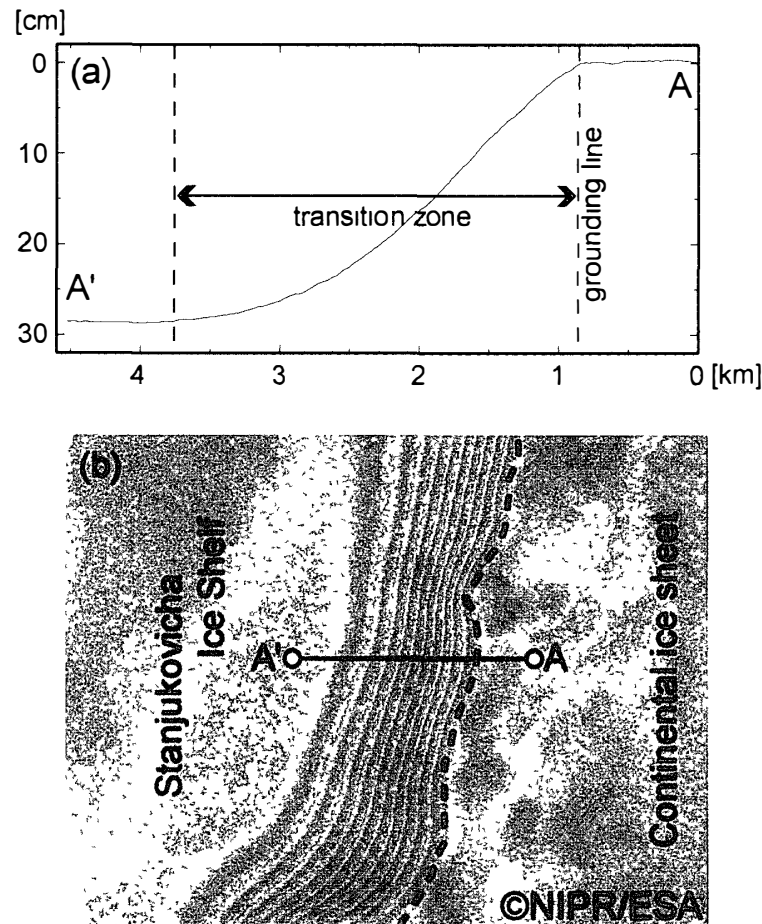 [cm]
(a)
A
0
10
20
30
transition zone
grounding line
A'
4 3 2 1 0 [km]
(b)
Stanjukovicha
Ice Shelf
Continental ice sheet
A' A
©NIPR/ESA